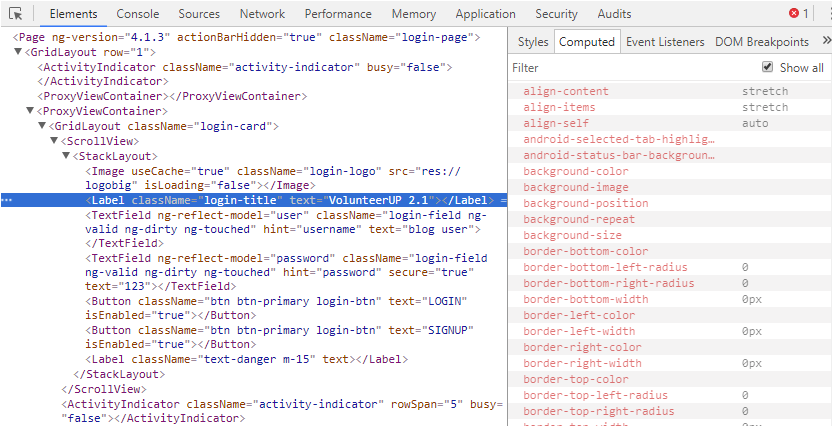 Elements Console Sources Network Performance Memory Application Security Audits 1
<Page ng-version="4.1.3" actionBarHidden="true" className="login-page">
<GridLayout row="1">
<ActivityIndicator className="activity-indicator" busy="false">
</ActivityIndicator>
<ProxyViewContainer></ProxyViewContainer>
<ProxyViewContainer>
<GridLayout className="login-card">
<ScrollView>
<StackLayout>
<Image useCache="true" className="login-logo" src="res://
logobig" isLoading="false"></Image>
<Label className="login-title" text="VolunteerUP 2.1"></Label> =
<TextField ng-reflect-model="user" className="login-field ng-
valid ng-dirty ng-touched" hint="username" text="blog user">
</TextField>
<TextField ng-reflect-model="password" className="login-field
ng-valid ng-dirty ng-touched" hint="password" secure="true"
text="123"></TextField>
<Button className="btn btn-primary login-btn" text="LOGIN"
isEnabled="true"></Button>
<Button className="btn btn-primary login-btn" text="SIGNUP"
isEnabled="true"></Button>
<Label className="text-danger m-15" text></Label>
</StackLayout>
</ScrollView>
<ActivityIndicator className="activity-indicator" rowSpan="5" busy=
"false"></ActivityIndicator>
Styles Computed Event Listeners DOM Breakpoints »
Filter Show all
align-content stretch
align-items stretch
align-self auto
android-selected-tab-highlig…
android-status-bar-backgroun…
background-color
background-image
background-position
background-repeat
background-size
border-bottom-color
border-bottom-left-radius 0
border-bottom-right-radius 0
border-bottom-width 0px
border-left-color
border-left-width 0px
border-right-color
border-right-width 0px
border-top-color
border-top-left-radius 0
border-top-right-radius 0
border-top-width 0px